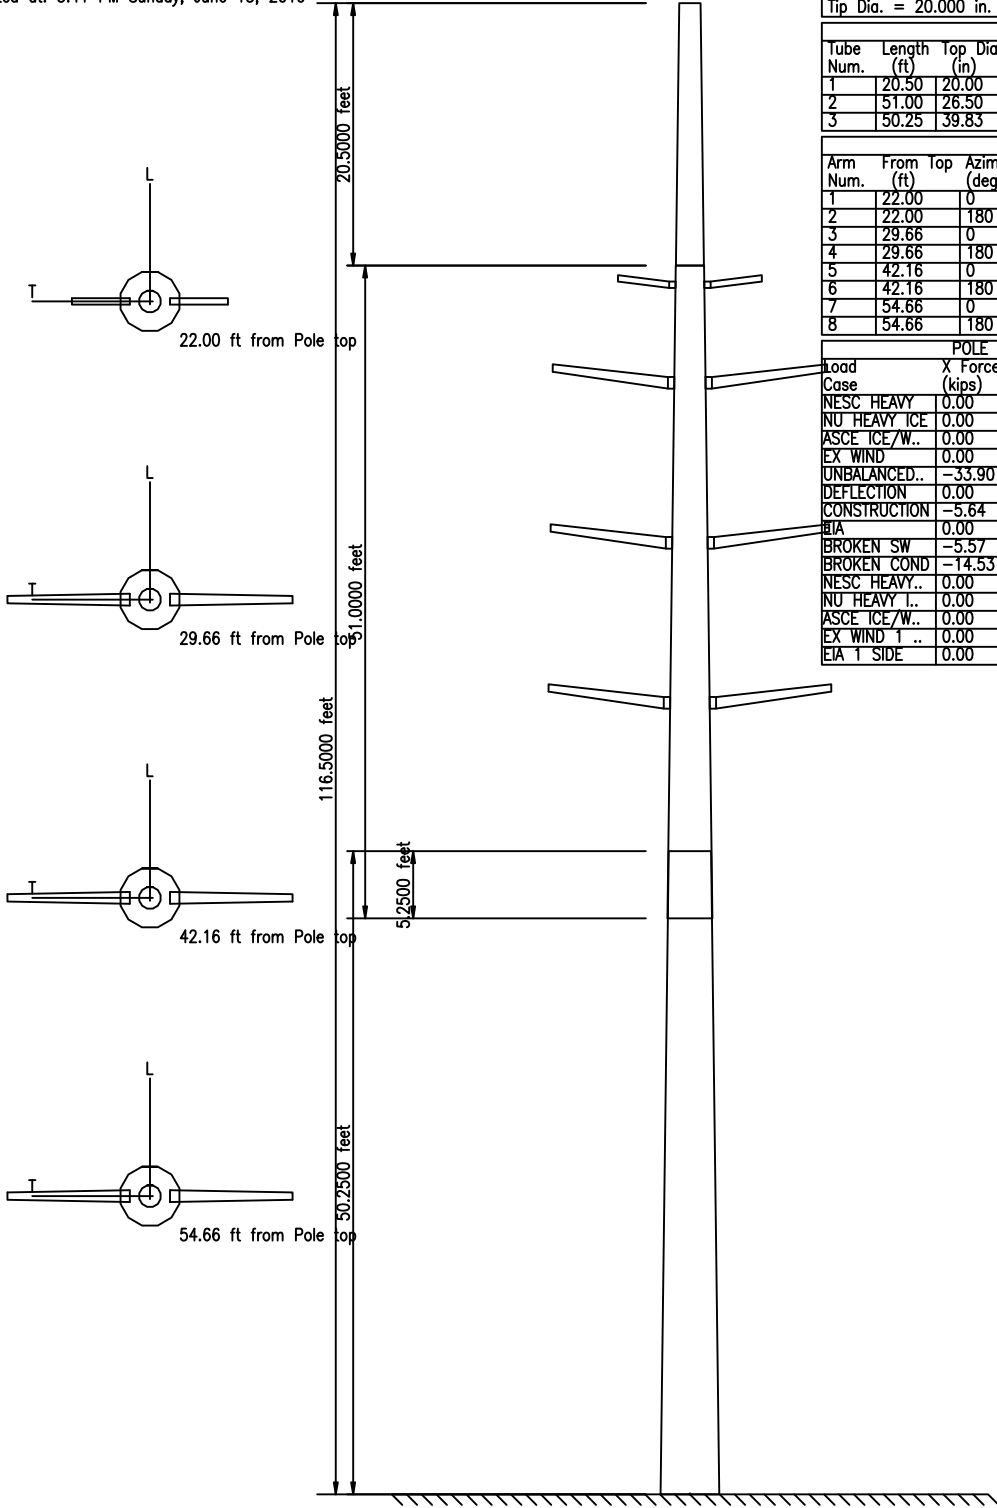 Tip Dia. = 20.000 in.
Tube Length Top Dia
Num. (ft) (in)
1 20.50 20.00
2 51.00 26.50
3 50.25 39.83
Arm From Top Azim
Num. (ft) (deg
1 22.00 0
2 22.00 180
3 29.66 0
4 29.66 180
5 42.16 0
6 42.16 180
7 54.66 0
8 54.66 180
POLE
Load X Force
Case (kips)
NESC HEAVY 0.00
NU HEAVY ICE 0.00
ASCE ICE/W.. 0.00
EX WIND 0.00
UNBALANCED.. -33.90
DEFLECTION 0.00
CONSTRUCTION -5.64
EIA 0.00
BROKEN SW -5.57
BROKEN COND -14.53
NESC HEAVY.. 0.00
NU HEAVY I.. 0.00
ASCE ICE/W.. 0.00
EX WIND 1 .. 0.00
EIA 1 SIDE 0.00
20.5000 feet
51.0000 feet
116.5000 feet
5.2500 feet
50.2500 feet
L
T
22.00 ft from Pole top
L
T
29.66 ft from Pole top
L
T
42.16 ft from Pole top
L
T
54.66 ft from Pole top